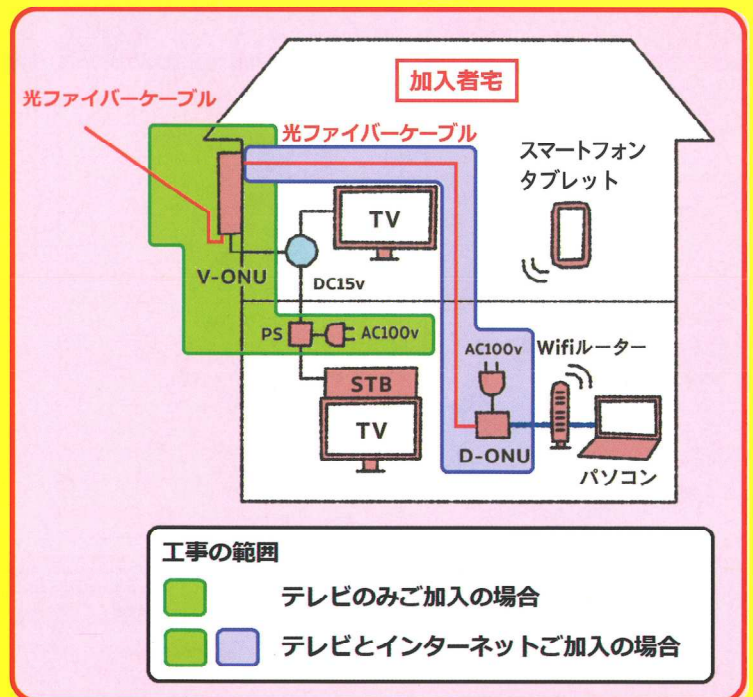 加入者宅
光ファイバーケーブル
光ファイバーケーブル
スマートフォン
タブレット
TV
V-ONU
DC15v
PS
AC100v
AC100v
Wifiルーター
STB
TV
D-ONU
パソコン
工事の範囲
テレビのみご加入の場合
テレビとインターネットご加入の場合